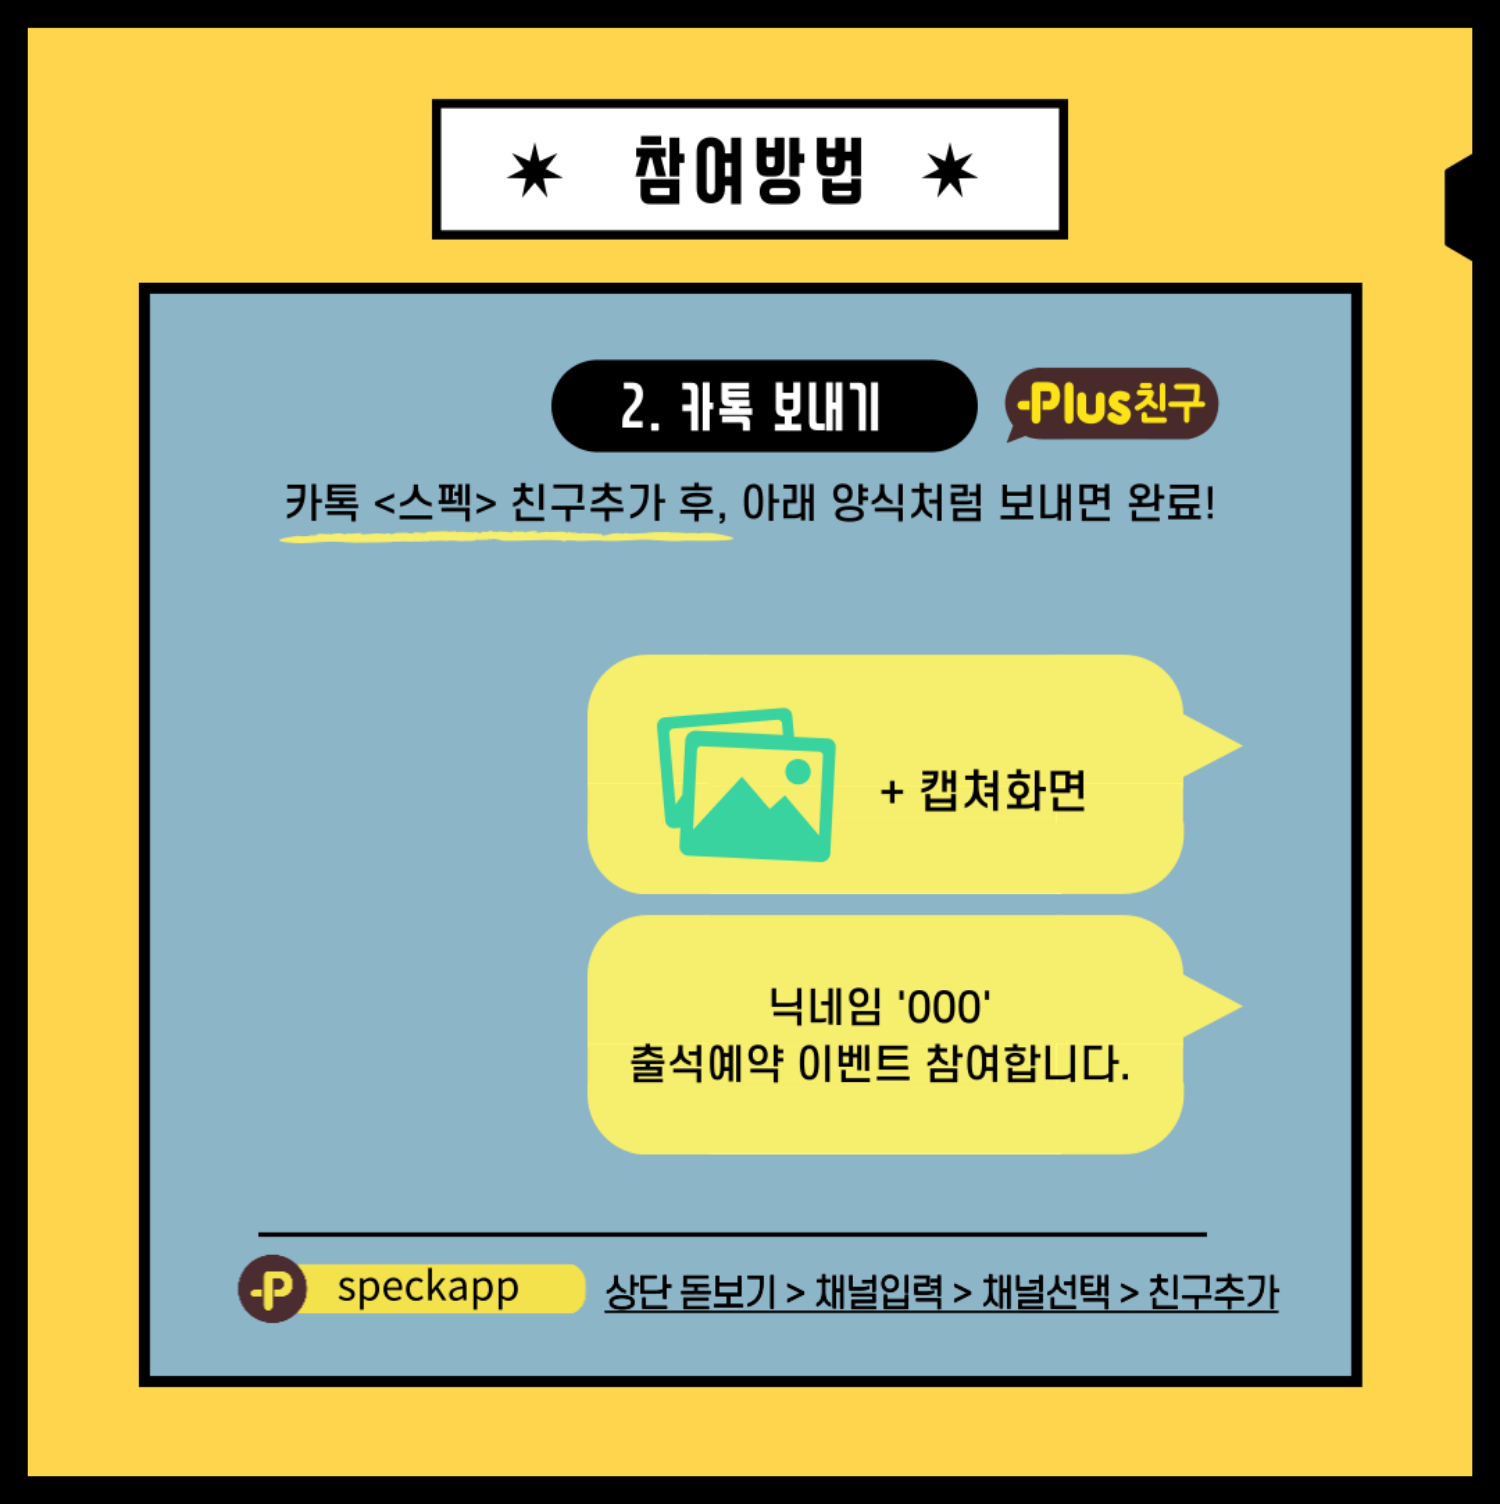 참여방법
2. 카톡 보내기
Plus친구
카톡 <스펙> 친구추가 후, 아래 양식처럼 보내면 완료!
+ 캡쳐화면
닉네임 '000'
출석예약 이벤트 참여합니다.
P speckapp
상단 돋보기 > 채널입력 > 채널선택 > 친구추가